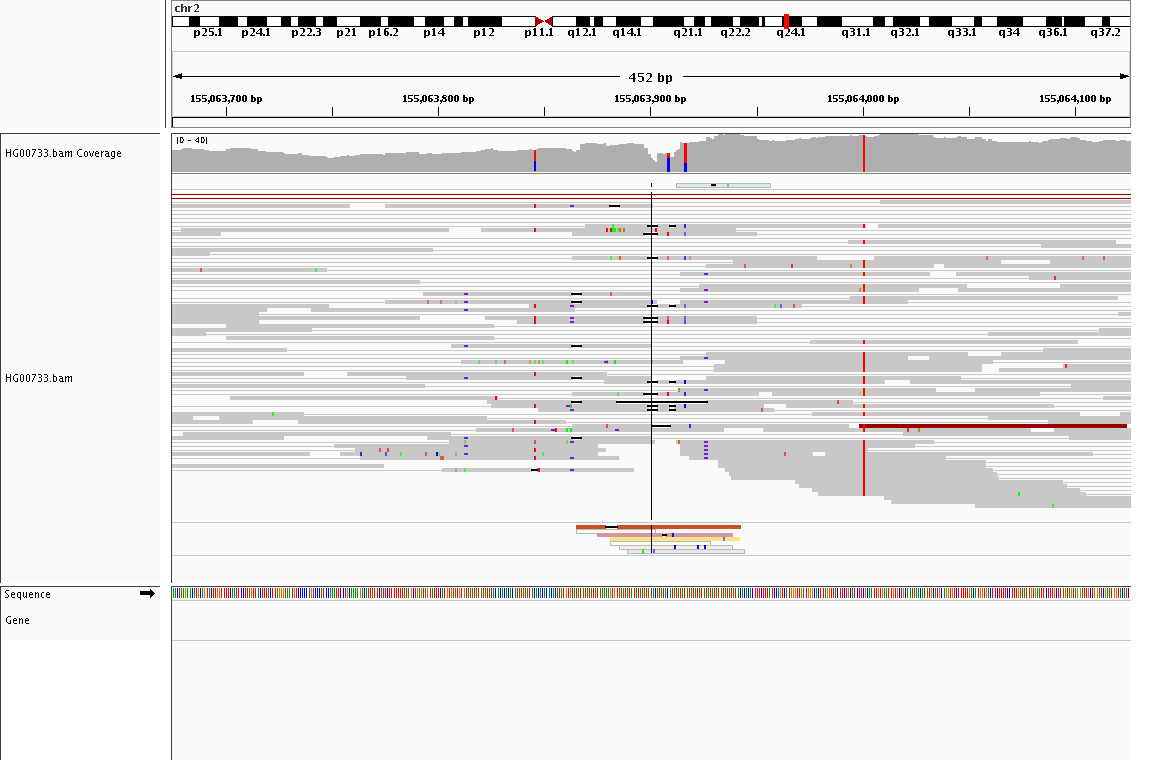 chr2
p25.1 p24.1 p22.3 p21 p16.2 p14 p12 p11.1 q12.1 q14.1 q21.1 q22.2 q24.1 q31.1 q32.1 q33.1 q34 q36.1 q37.2
452 bp
155,063,700 bp 155,063,800 bp 155,063,900 bp 155,064,000 bp 155,064,100 bp
[0 - 40]
HG00733.bam Coverage
HG00733.bam
Sequence
Gene